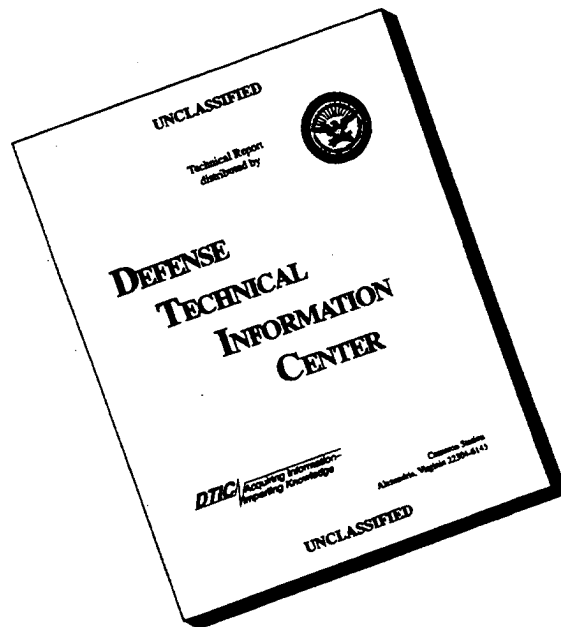 UNCLASSIFIED
Technical Report
distributed by
DEFENSE
TECHNICAL
INFORMATION
CENTER
DTIC
Acquiring Information-
Imparting Knowledge
Cameron Station
Alexandria, Virginia 22304-6145
UNCLASSIFIED